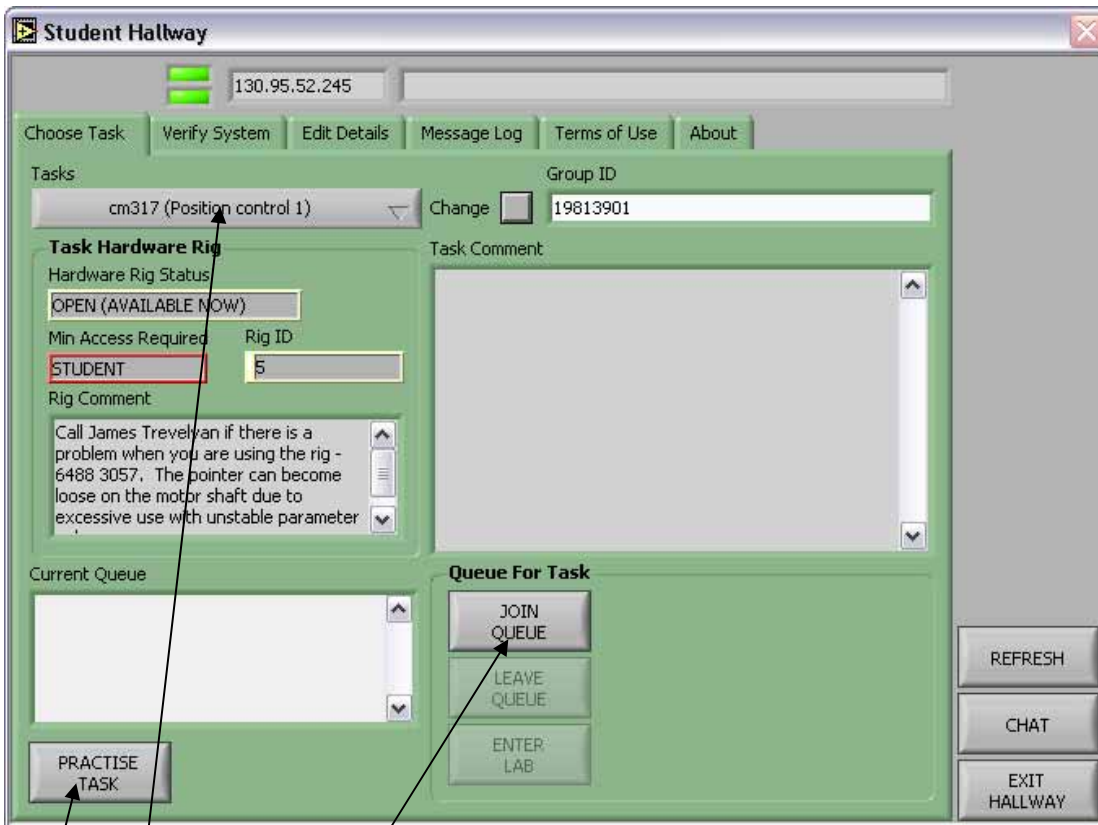 Student Hallway
130.95.52.245
Choose Task
Verify System
Edit Details
Message Log
Terms of Use
About
Tasks
Group ID
cm317 (Position control 1)
Change
19813901
Task Hardware Rig
Task Comment
Hardware Rig Status
OPEN (AVAILABLE NOW)
Min Access Required
Rig ID
STUDENT
5
Rig Comment
Call James Trevelyan if there is a
problem when you are using the rig -
6488 3057. The pointer can become
loose on the motor shaft due to
excessive use with unstable parameter
Current Queue
Queue For Task
JOIN
QUEUE
LEAVE
QUEUE
ENTER
LAB
PRACTISE
TASK
REFRESH
CHAT
EXIT
HALLWAY